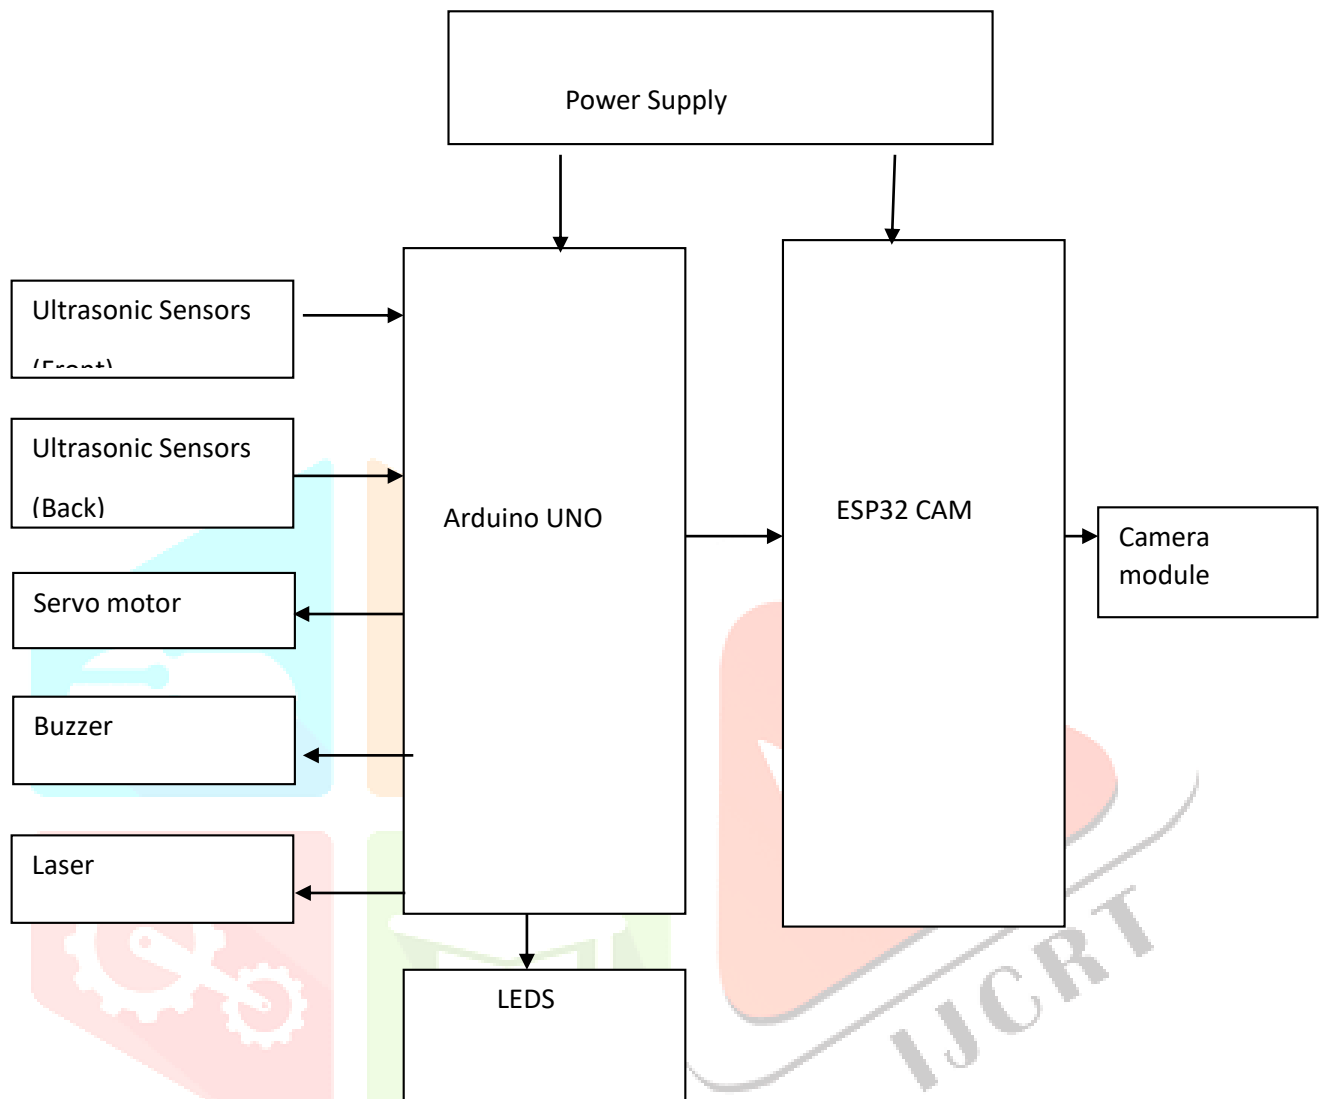 Power Supply
Ultrasonic Sensors
(Front)
Ultrasonic Sensors
(Back)
Arduino UNO
ESP32 CAM
Camera
module
Servo motor
Buzzer
Laser
LEDS
IJCRT